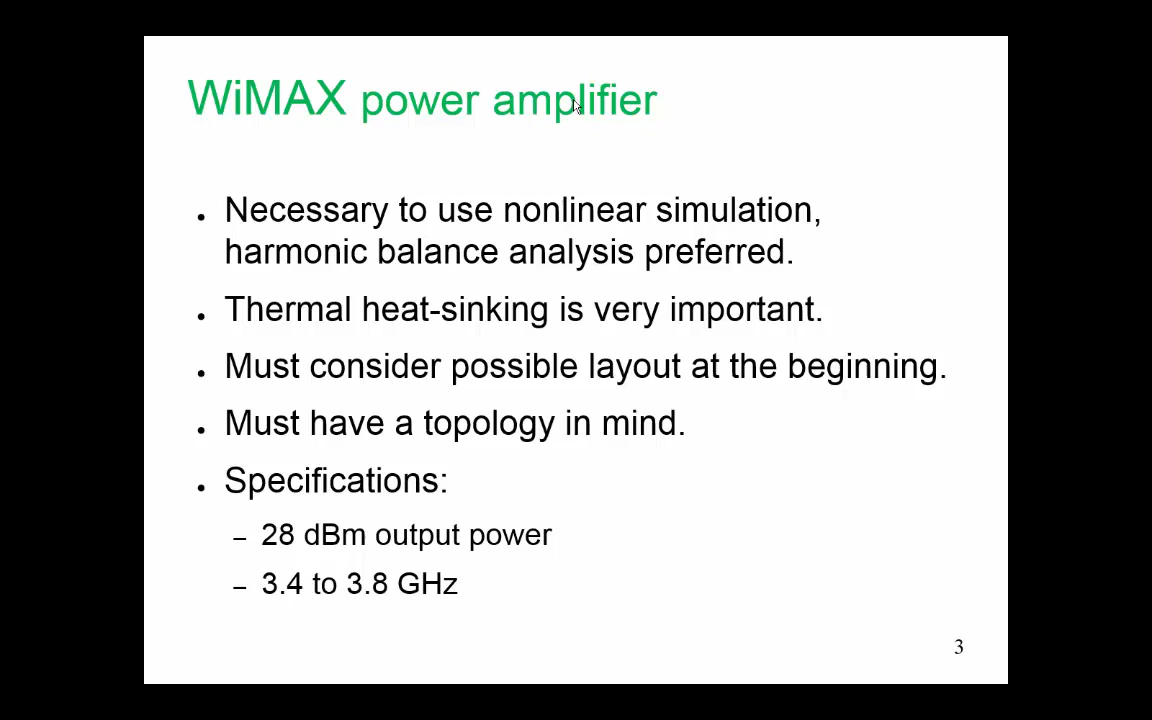 WiMAX power amplifier
• Necessary to use nonlinear simulation,
harmonic balance analysis preferred.
• Thermal heat-sinking is very important.
• Must consider possible layout at the beginning.
• Must have a topology in mind.
• Specifications:
– 28 dBm output power
– 3.4 to 3.8 GHz
3